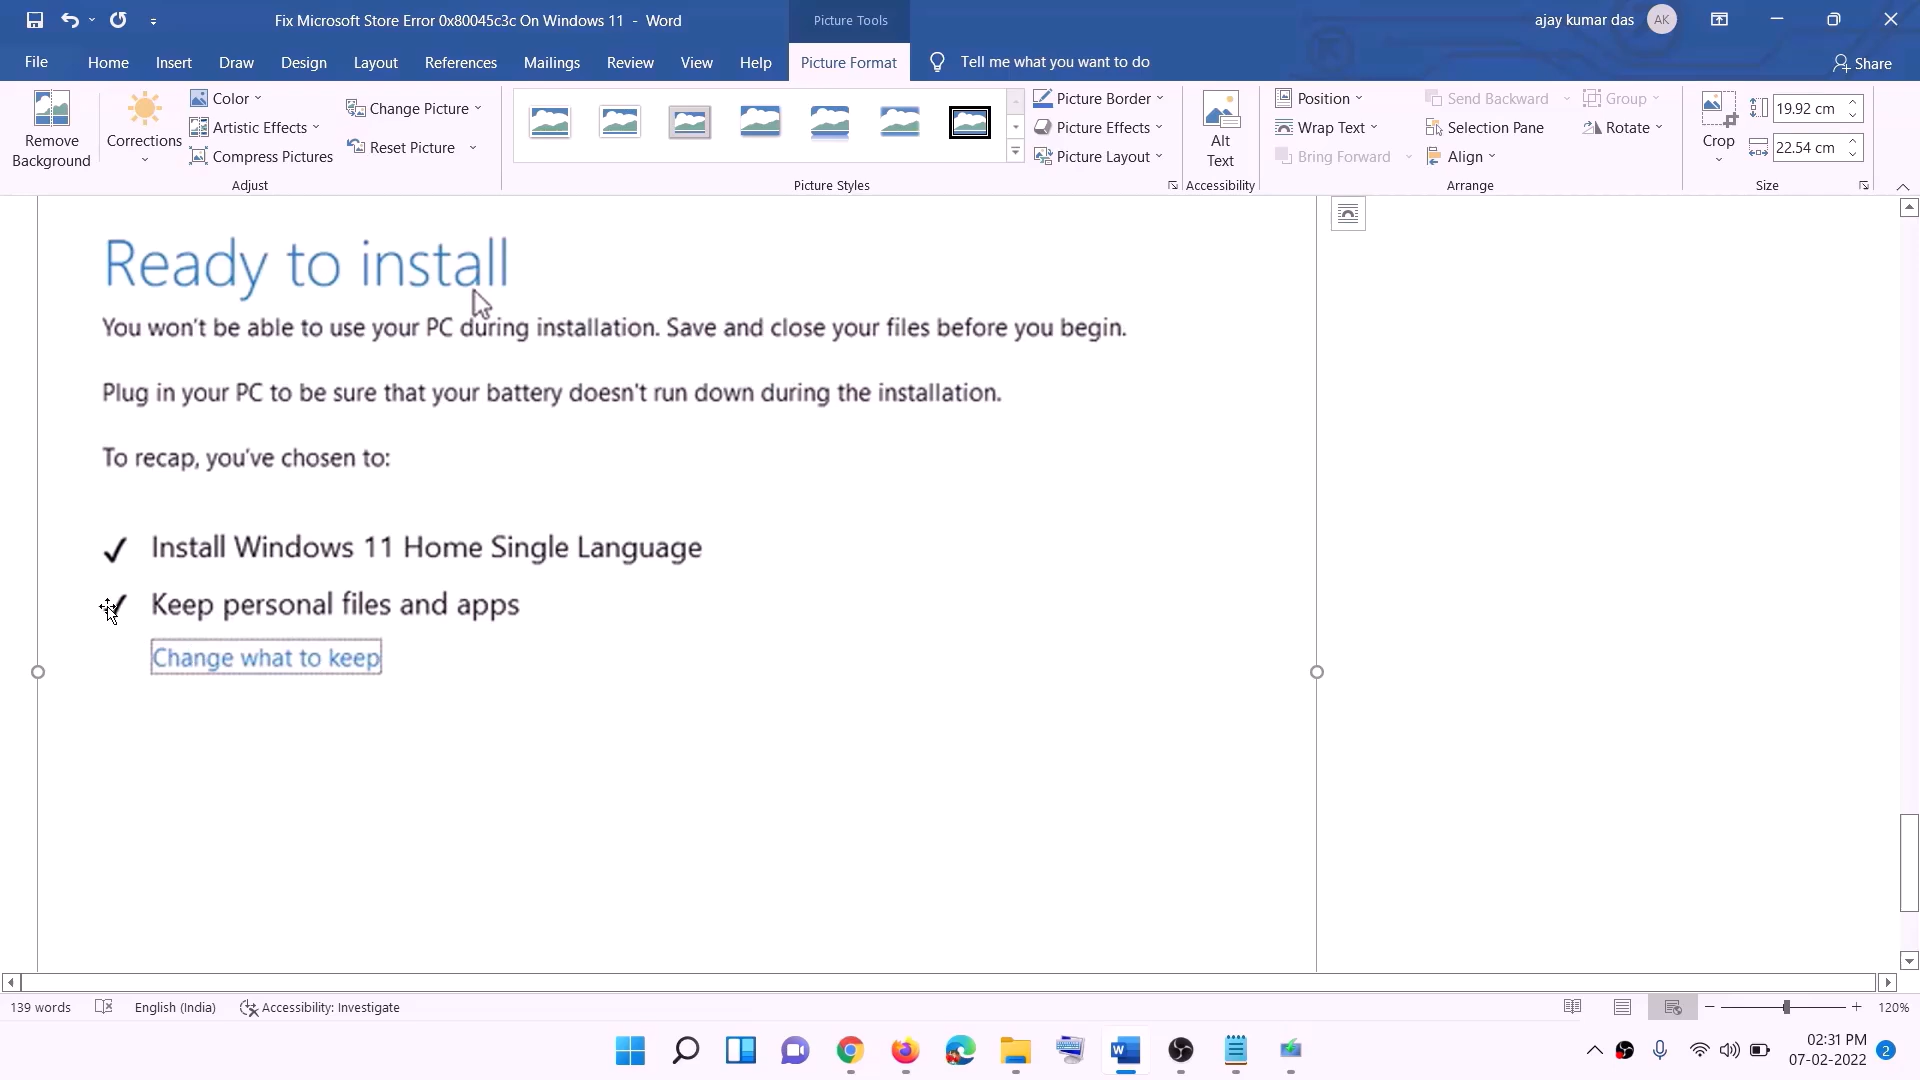 Fix Microsoft Store Error 0x80045c3c On Windows 11 - Word
Picture Tools
ajay kumar das
AK
File
Home
Insert
Draw
Design
Layout
References
Mailings
Review
View
Help
Picture Format
Tell me what you want to do
Share
Remove Background
Corrections
Color
Artistic Effects
Compress Pictures
Change Picture
Reset Picture
Adjust
Picture Styles
Picture Border
Picture Effects
Picture Layout
Alt Text
Accessibility
Position
Wrap Text
Bring Forward
Send Backward
Selection Pane
Align
Group
Rotate
Arrange
Crop
19.92 cm
22.54 cm
Size
Ready to install
You won't be able to use your PC during installation. Save and close your files before you begin.
Plug in your PC to be sure that your battery doesn't run down during the installation.
To recap, you've chosen to:
Install Windows 11 Home Single Language
Keep personal files and apps
Change what to keep
139 words
English (India)
Accessibility: Investigate
120%
02:31 PM
07-02-2022
2